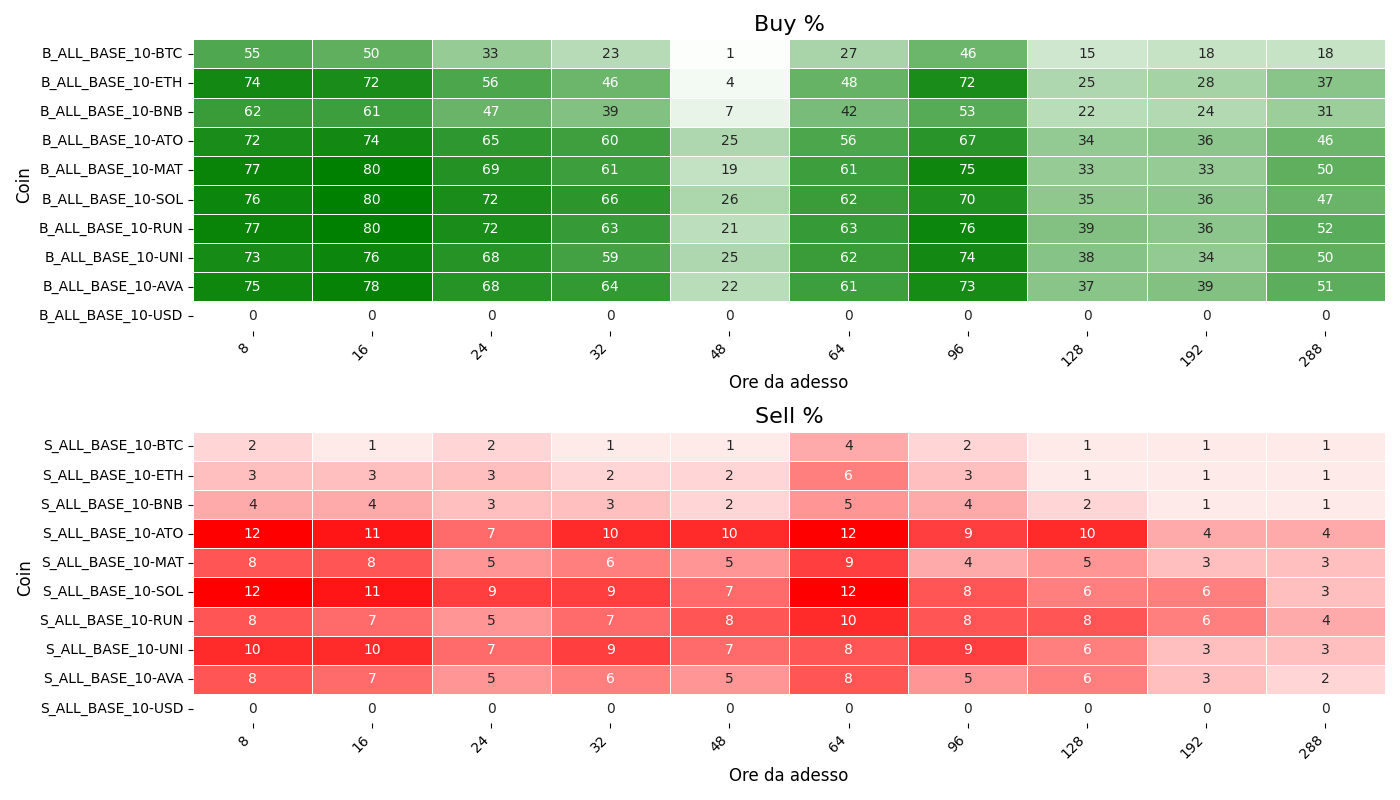 Buy %
Coin
B_ALL_BASE_10-BTC 55 50 33 23 1 27 46 15 18 18
B_ALL_BASE_10-ETH 74 72 56 46 4 48 72 25 28 37
B_ALL_BASE_10-BNB 62 61 47 39 7 42 53 22 24 31
B_ALL_BASE_10-ATO 72 74 65 60 25 56 67 34 36 46
B_ALL_BASE_10-MAT 77 80 69 61 19 61 75 33 33 50
B_ALL_BASE_10-SOL 76 80 72 66 26 62 70 35 36 47
B_ALL_BASE_10-RUN 77 80 72 63 21 63 76 39 36 52
B_ALL_BASE_10-UNI 73 76 68 59 25 62 74 38 34 50
B_ALL_BASE_10-AVA 75 78 68 64 22 61 73 37 39 51
B_ALL_BASE_10-USD 0 0 0 0 0 0 0 0 0 0
8 16 24 32 48 64 96 128 192 288
Ore da adesso
Sell %
Coin
S_ALL_BASE_10-BTC 2 1 2 1 1 4 2 1 1 1
S_ALL_BASE_10-ETH 3 3 3 2 2 6 3 1 1 1
S_ALL_BASE_10-BNB 4 4 3 3 2 5 4 2 1 1
S_ALL_BASE_10-ATO 12 11 7 10 10 12 9 10 4 4
S_ALL_BASE_10-MAT 8 8 5 6 5 9 4 5 3 3
S_ALL_BASE_10-SOL 12 11 9 9 7 12 8 6 6 3
S_ALL_BASE_10-RUN 8 7 5 7 8 10 8 8 6 4
S_ALL_BASE_10-UNI 10 10 7 9 7 8 9 6 3 3
S_ALL_BASE_10-AVA 8 7 5 6 5 8 5 6 3 2
S_ALL_BASE_10-USD 0 0 0 0 0 0 0 0 0 0
8 16 24 32 48 64 96 128 192 288
Ore da adesso